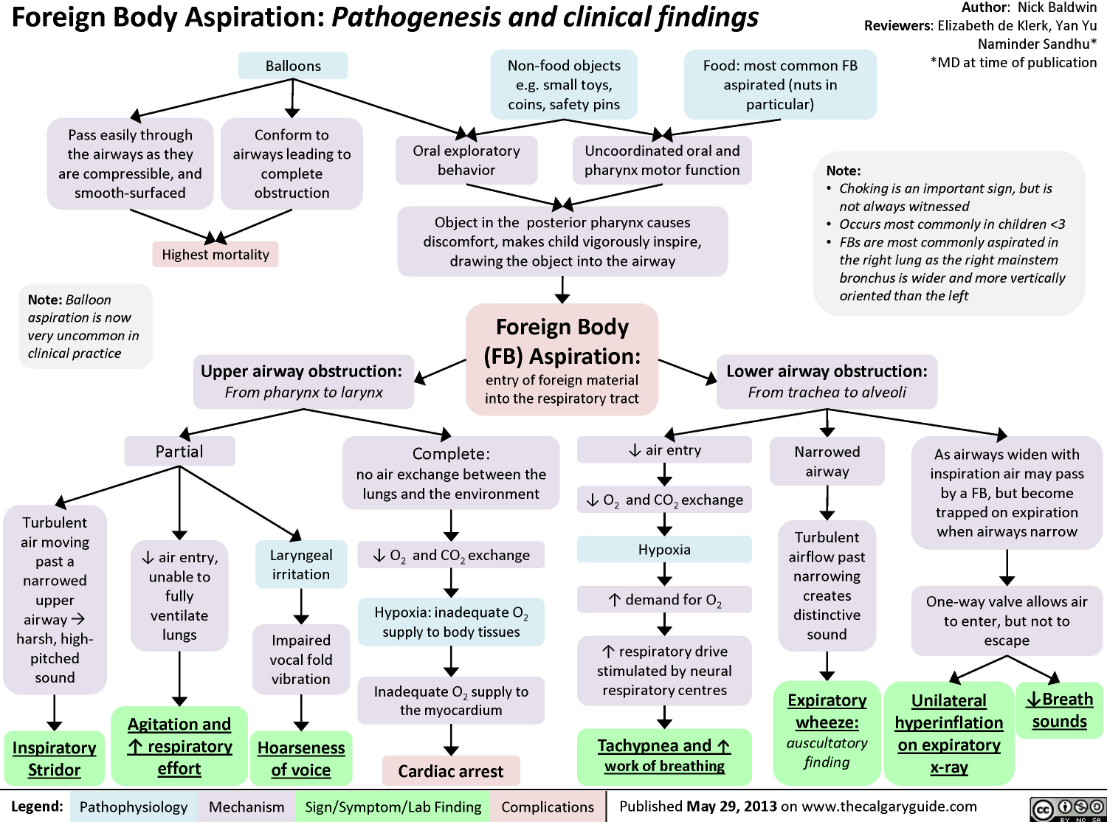 Foreign Body Aspiration: Pathogenesis and clinical findings
Author: Nick Baldwin
Reviewers: Elizabeth de Klerk, Yan Yu
Naminder Sandhu*
*MD at time of publication
Balloons
Non-food objects
e.g. small toys,
coins, safety pins
Food: most common FB
aspirated (nuts in
particular)
Pass easily through
the airways as they
are compressible, and
smooth-surfaced
Conform to
airways leading to
complete
obstruction
Oral exploratory
behavior
Uncoordinated oral and
pharynx motor function
Highest mortality
Object in the posterior pharynx causes
discomfort, makes child vigorously inspire,
drawing the object into the airway
Note:
• Choking is an important sign, but is
not always witnessed
• Occurs most commonly in children <3
• FBs are most commonly aspirated in
the right lung as the right mainstem
bronchus is wider and more vertically
oriented than the left
Note: Balloon
aspiration is now
very uncommon in
clinical practice
Foreign Body
(FB) Aspiration:
entry of foreign material
into the respiratory tract
Upper airway obstruction:
From pharynx to larynx
Lower airway obstruction:
From trachea to alveoli
Partial
Turbulent
air moving
past a
narrowed
upper
airway →
harsh, high-
pitched
sound
Inspiratory
Stridor
↓ air entry,
unable to
fully
ventilate
lungs
Agitation and
↑ respiratory
effort
Laryngeal
irritation
Impaired
vocal fold
vibration
Hoarseness
of voice
Complete:
no air exchange between the
lungs and the environment
↓ O₂ and CO₂ exchange
Hypoxia: inadequate O₂
supply to body tissues
Inadequate O₂ supply to
the myocardium
Cardiac arrest
↓ air entry
↓ O₂ and CO₂ exchange
Hypoxia
↑ demand for O₂
↑ respiratory drive
stimulated by neural
respiratory centres
Tachypnea and ↑
work of breathing
Narrowed
airway
Turbulent
airflow past
narrowing
creates
distinctive
sound
Expiratory
wheeze:
auscultatory
finding
As airways widen with
inspiration air may pass
by a FB, but become
trapped on expiration
when airways narrow
One-way valve allows air
to enter, but not to
escape
Unilateral
hyperinflation
on expiratory
x-ray
↓Breath
sounds
Legend: Pathophysiology Mechanism Sign/Symptom/Lab Finding Complications
Published May 29, 2013 on www.thecalgaryguide.com
cc BY NC SA